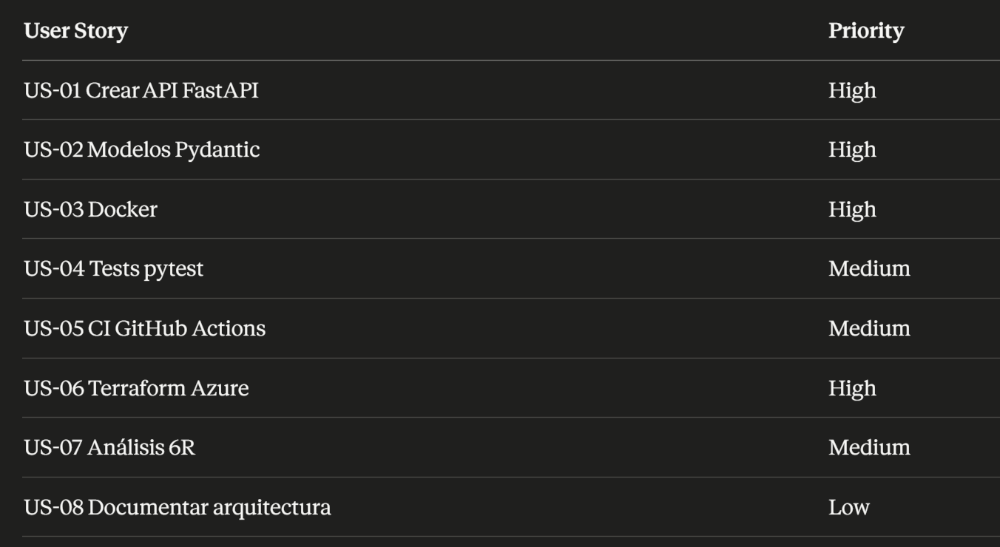 User Story Priority
US-01 Crear API FastAPI High
US-02 Modelos Pydantic High
US-03 Docker High
US-04 Tests pytest Medium
US-05 CI GitHub Actions Medium
US-06 Terraform Azure High
US-07 Análisis 6R Medium
US-08 Documentar arquitectura Low